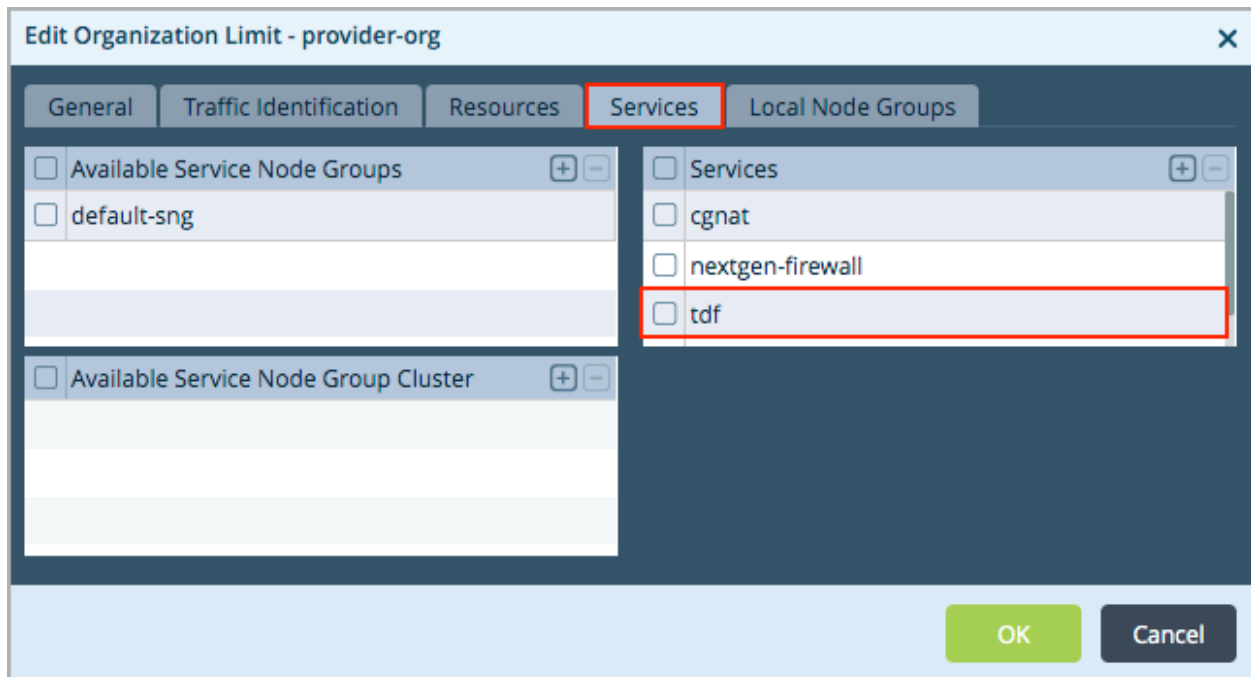 Edit Organization Limit - provider-org
General Traffic Identification Resources Services Local Node Groups
Available Service Node Groups
default-sng
Services
cgnat
nextgen-firewall
tdf
Available Service Node Group Cluster
OK Cancel